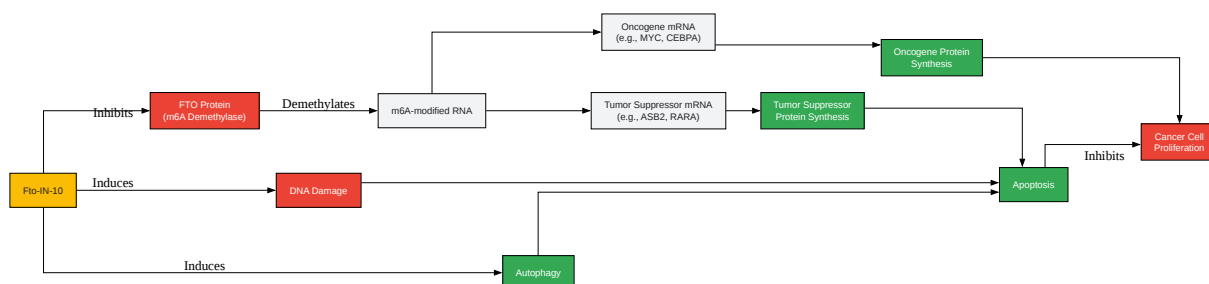 Oncogene mRNA
(e.g., MYC, CEBPA)
Oncogene Protein
Synthesis
Inhibits
FTO Protein
(m6A Demethylase)
Demethylates
m6A-modified RNA
Tumor Suppressor mRNA
(e.g., ASB2, RARA)
Tumor Suppressor
Protein Synthesis
Cancer Cell
Proliferation
Inhibits
Fto-IN-10
Induces
DNA Damage
Apoptosis
Induces
Autophagy